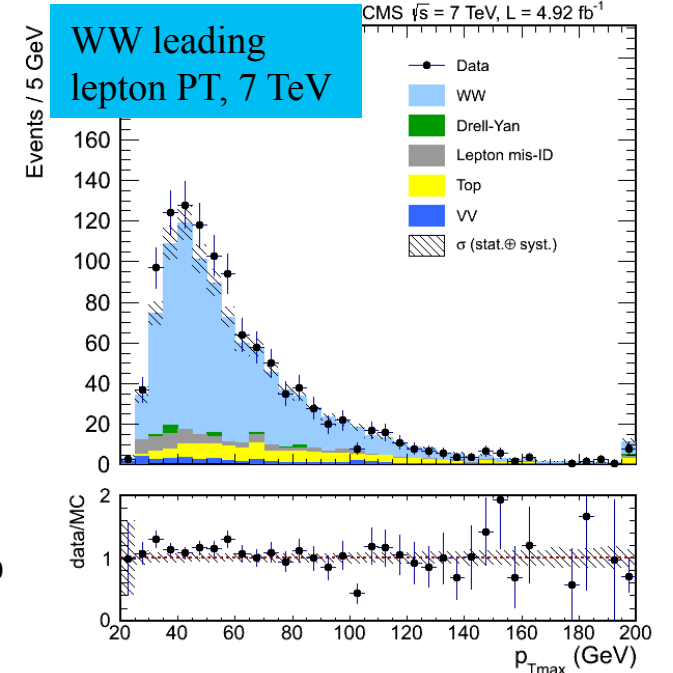 CMS √s = 7 TeV, L = 4.92 fb⁻¹
WW leading
lepton PT, 7 TeV
Events / 5 GeV
160
140
120
100
80
60
40
20
0
Data
WW
Drell-Yan
Lepton mis-ID
Top
VV
σ (stat.⊕ syst.)
data/MC
2
1
0
20 40 60 80 100 120 140 160 180 200
pTmax (GeV)